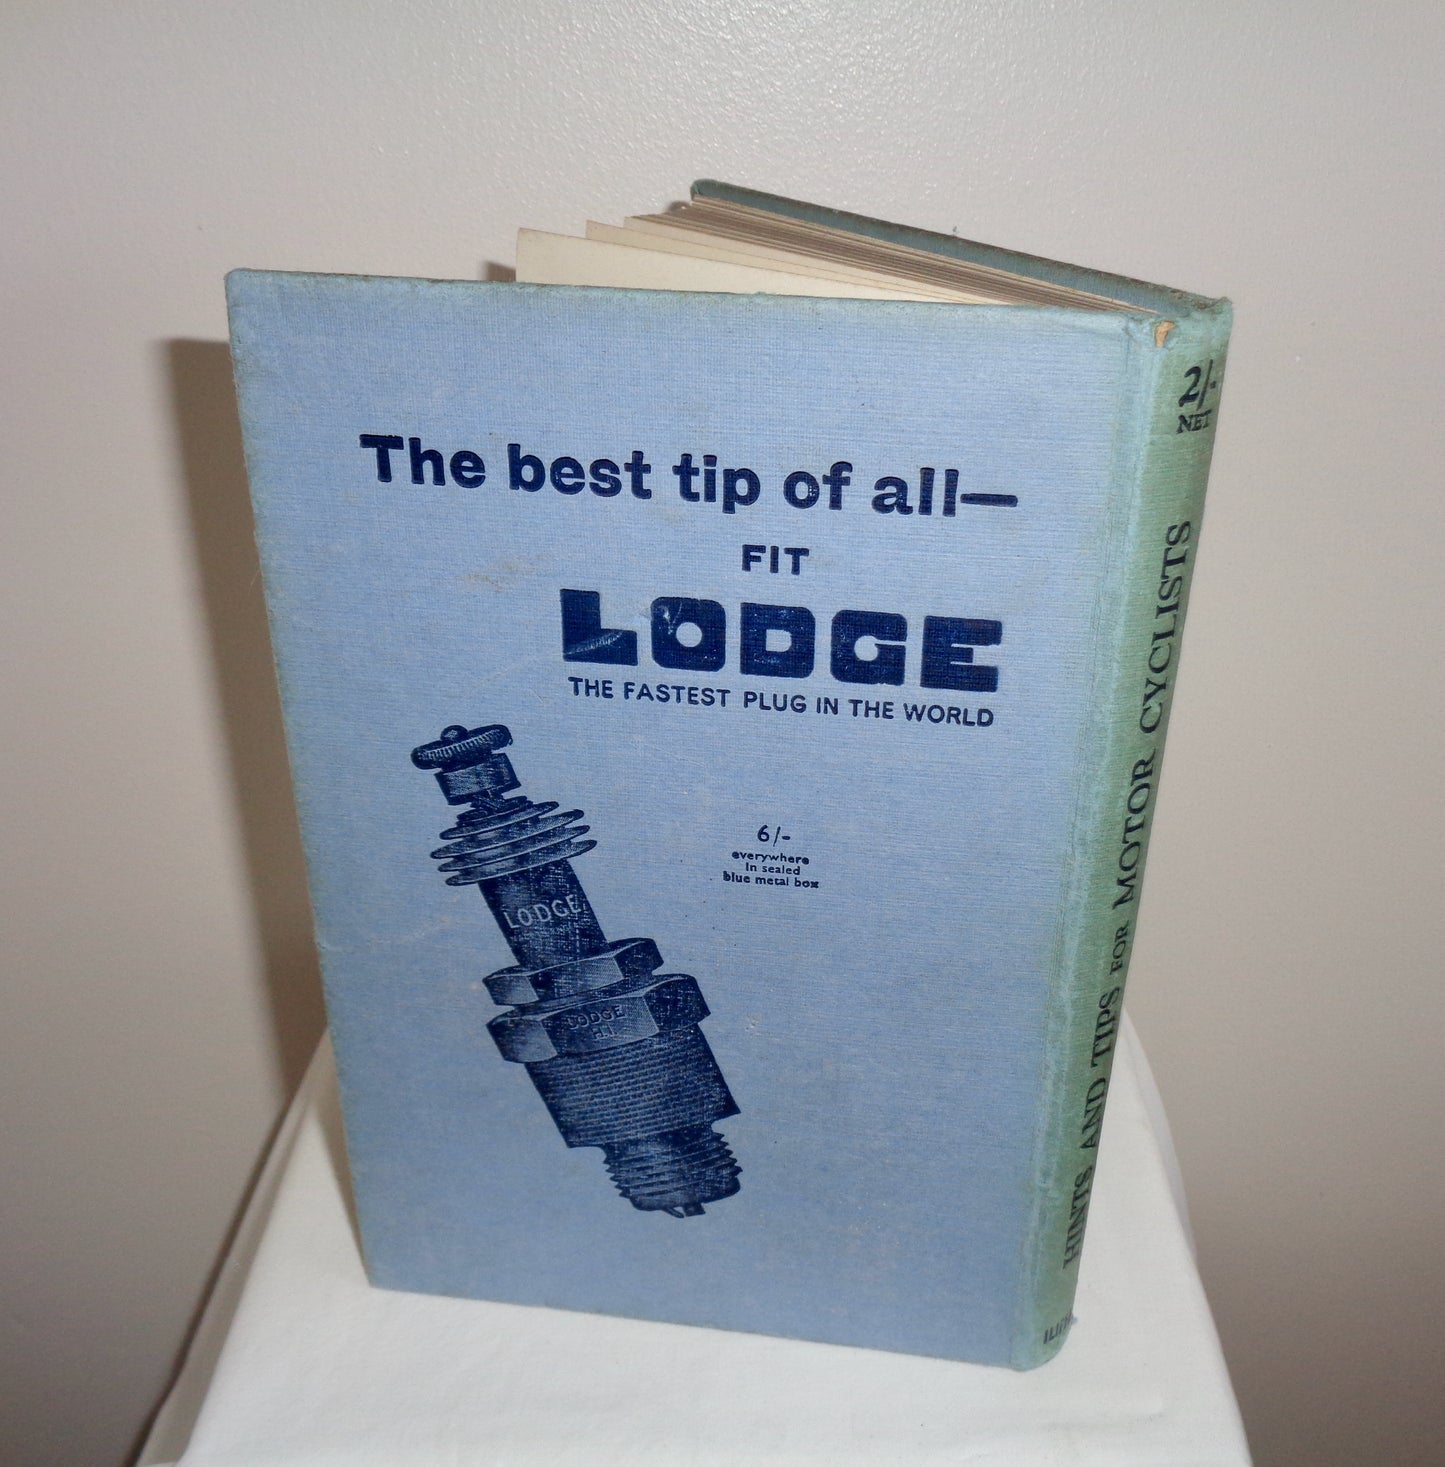 The best tip of all—
FIT
LODGE
THE FASTEST PLUG IN THE WORLD
6/-
everywhere
in sealed
blue metal box
LODGE
LODGE
H.1.
2/-
NET
HINTS AND TIPS FOR MOTOR CYCLISTS